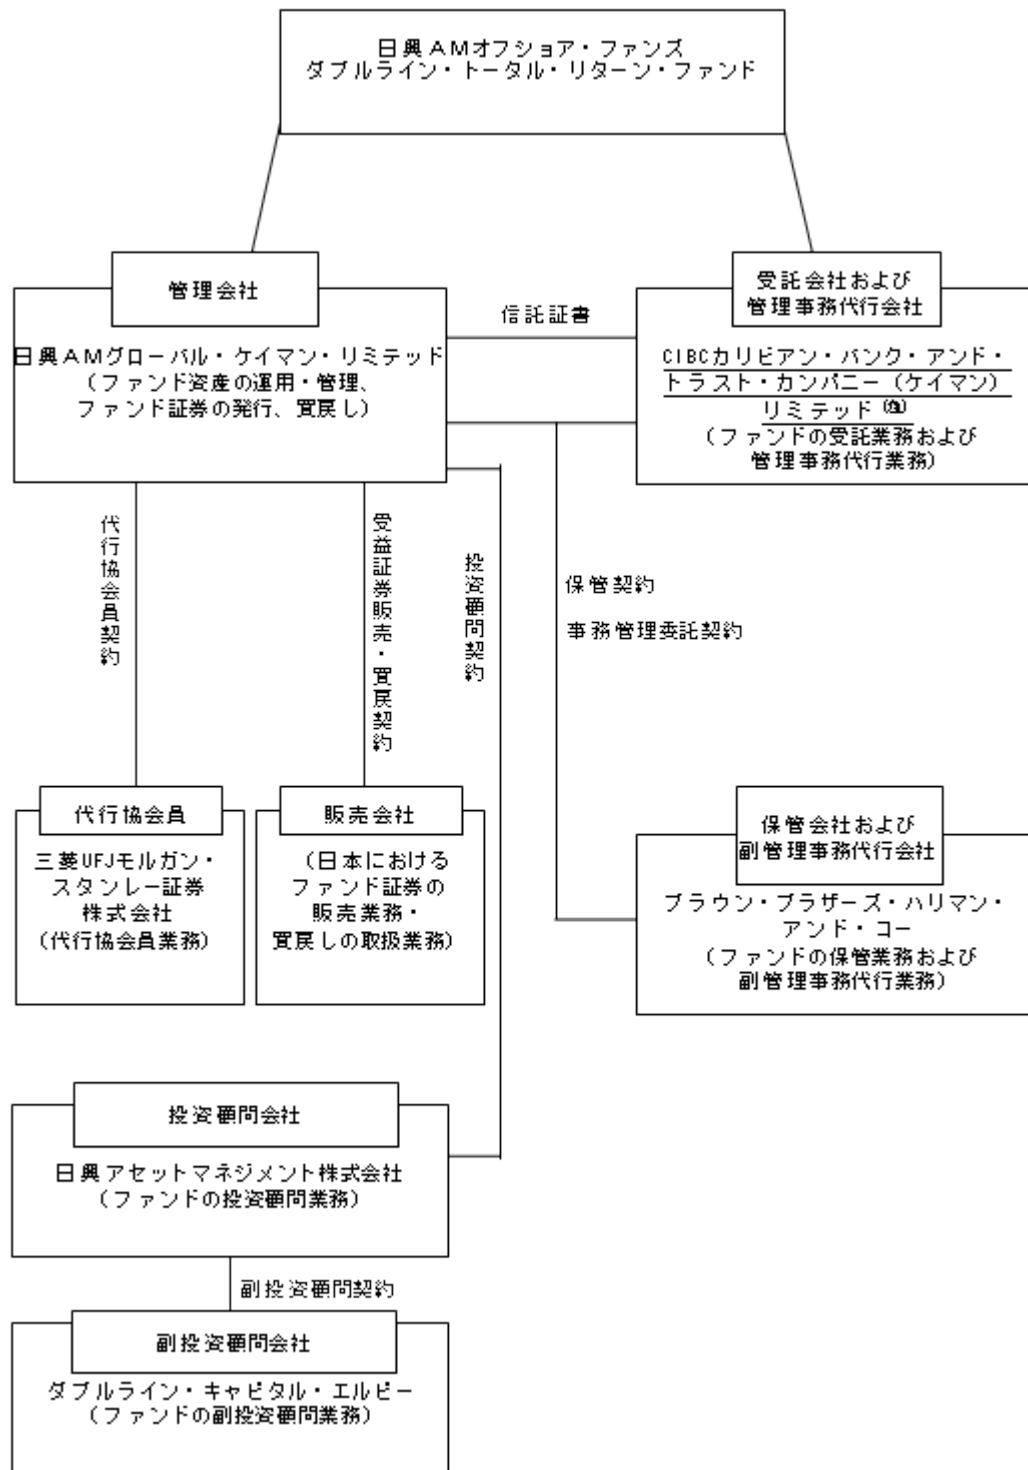 日興AMオフショア・ファンズ
ダブルライン・トータル・リターン・ファンド
管理会社
日興AMグローバル・ケイマン・リミテッド
(ファンド資産の運用・管理、
ファンド証券の発行、買戻し)
信託証書
受託会社および
管理事務代行会社
CIBCカリビアン・バンク・アンド・
トラスト・カンパニー(ケイマン)
リミテッド
(ファンドの受託業務および
管理事務代行業務)
代行協会員契約
受益証券販売・買戻契約
投資顧問契約
保管契約
事務管理委託契約
代行協会員
三菱UFJモルガン・
スタンレー証券
株式会社
(代行協会員業務)
販売会社
(日本における
ファンド証券の
販売業務・
買戻しの取扱業務)
保管会社および
副管理事務代行会社
ブラウン・ブラザーズ・ハリマン・
アンド・コー
(ファンドの保管業務および
副管理事務代行業務)
投資顧問会社
日興アセットマネジメント株式会社
(ファンドの投資顧問業務)
副投資顧問契約
副投資顧問会社
ダブルライン・キャピタル・エルピー
(ファンドの副投資顧問業務)